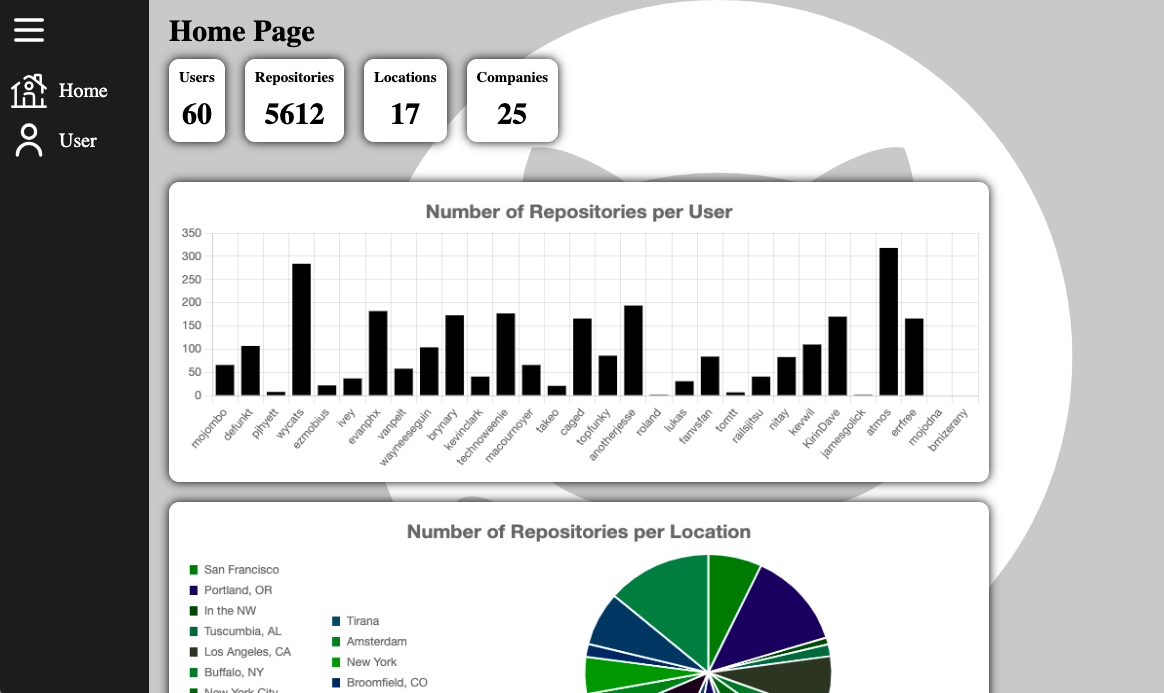 Home Page
Home
User
Users
60
Repositories
5612
Locations
17
Companies
25
Number of Repositories per User
350
300
250
200
150
100
50
0
mojombo
defunkt
pjhyett
wycats
ezmobius
ivey
evanphx
vanpelt
wayneeseguin
brynary
kevinclark
technoweenie
macournoyer
takeo
caged
topfunky
anotherjesse
roland
lukas
fanvsfan
tomtt
railsjitsu
nitay
kevwil
KirinDave
jamesgolick
atmos
errfree
mojodna
bmizerany
Number of Repositories per Location
San Francisco
Portland, OR
In the NW
Tuscumbia, AL
Los Angeles, CA
Buffalo, NY
New York City
Tirana
Amsterdam
New York
Broomfield, CO